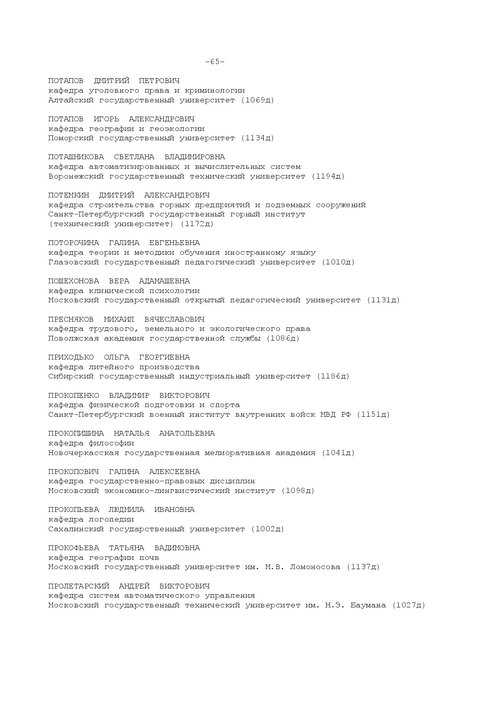 -65-
ПОТАПОВ ДМИТРИЙ ПЕТРОВИЧ
кафедра уголовного права и криминологии
Алтайский государственный университет (1069д)
ПОТАПОВ ИГОРЬ АЛЕКСАНДРОВИЧ
кафедра географии и геоэкологии
Поморский государственный университет (1134д)
ПОТАШНИКОВА СВЕТЛАНА ВЛАДИМИРОВНА
кафедра автоматизированных и вычислительных систем
Воронежский государственный технический университет (1194д)
ПОТЕМКИН ДМИТРИЙ АЛЕКСАНДРОВИЧ
кафедра строительства горных предприятий и подземных сооружений
Санкт-Петербургский государственный горный институт
(технический университет) (1172д)
ПОТОРОЧИНА ГАЛИНА ЕВГЕНЬЕВНА
кафедра теории и методики обучения иностранному языку
Глазовский государственный педагогический университет (1010д)
ПОШЕХОНОВА ВЕРА АДАМАШЕВНА
кафедра клинической психологии
Московский государственный открытый педагогический университет (1131д)
ПРЕСНЯКОВ МИХАИЛ ВЯЧЕСЛАВОВИЧ
кафедра трудового, земельного и экологического права
Поволжская академия государственной службы (1086д)
ПРИХОДЬКО ОЛЬГА ГЕОРГИЕВНА
кафедра литейного производства
Сибирский государственный индустриальный университет (1186д)
ПРОКОПЕНКО ВЛАДИМИР ВИКТОРОВИЧ
кафедра физической подготовки и спорта
Санкт-Петербургский военный институт внутренних войск МВД РФ (1151д)
ПРОКОПИШИНА НАТАЛЬЯ АНАТОЛЬЕВНА
кафедра философии
Новочеркасская государственная мелиоративная академия (1041д)
ПРОКОПОВИЧ ГАЛИНА АЛЕКСЕЕВНА
кафедра государственно-правовых дисциплин
Московский экономико-лингвистический институт (1098д)
ПРОКОПЬЕВА ЛЮДМИЛА ИВАНОВНА
кафедра логопедии
Сахалинский государственный университет (1002д)
ПРОКОФЬЕВА ТАТЬЯНА ВАДИМОВНА
кафедра географии почв
Московский государственный университет им. М.В. Ломоносова (1137д)
ПРОЛЕТАРСКИЙ АНДРЕЙ ВИКТОРОВИЧ
кафедра систем автоматического управления
Московский государственный технический университет им. Н.Э. Баумана (1027д)